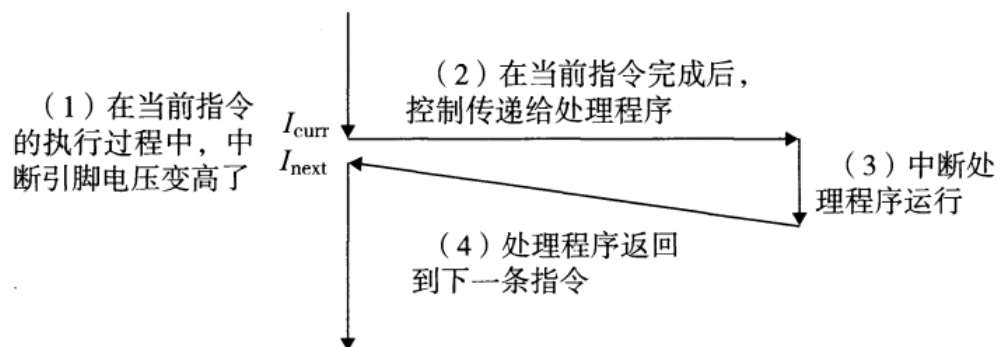 （1）在当前指令
的执行过程中，中
断引脚电压变高了
I_curr
I_next
（2）在当前指令完成后，
控制传递给处理程序
（3）中断处
理程序运行
（4）处理程序返回
到下一条指令